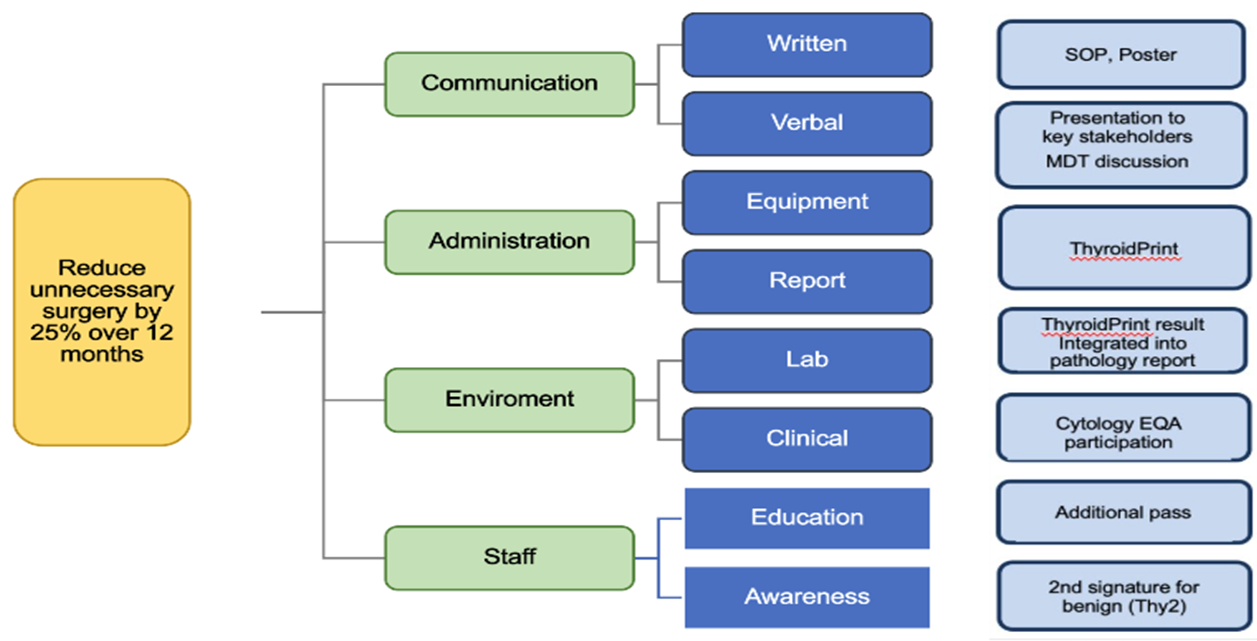 Reduce
unnecessary
surgery by
25% over 12
months
Communication
Administration
Enviroment
Staff
Written
Verbal
Equipment
Report
Lab
Clinical
Education
Awareness
SOP, Poster
Presentation to
key stakeholders
MDT discussion
ThyroidPrint
ThyroidPrint result
Integrated into
pathology report
Cytology EQA
participation
Additional pass
2nd signature for
benign (Thy2)